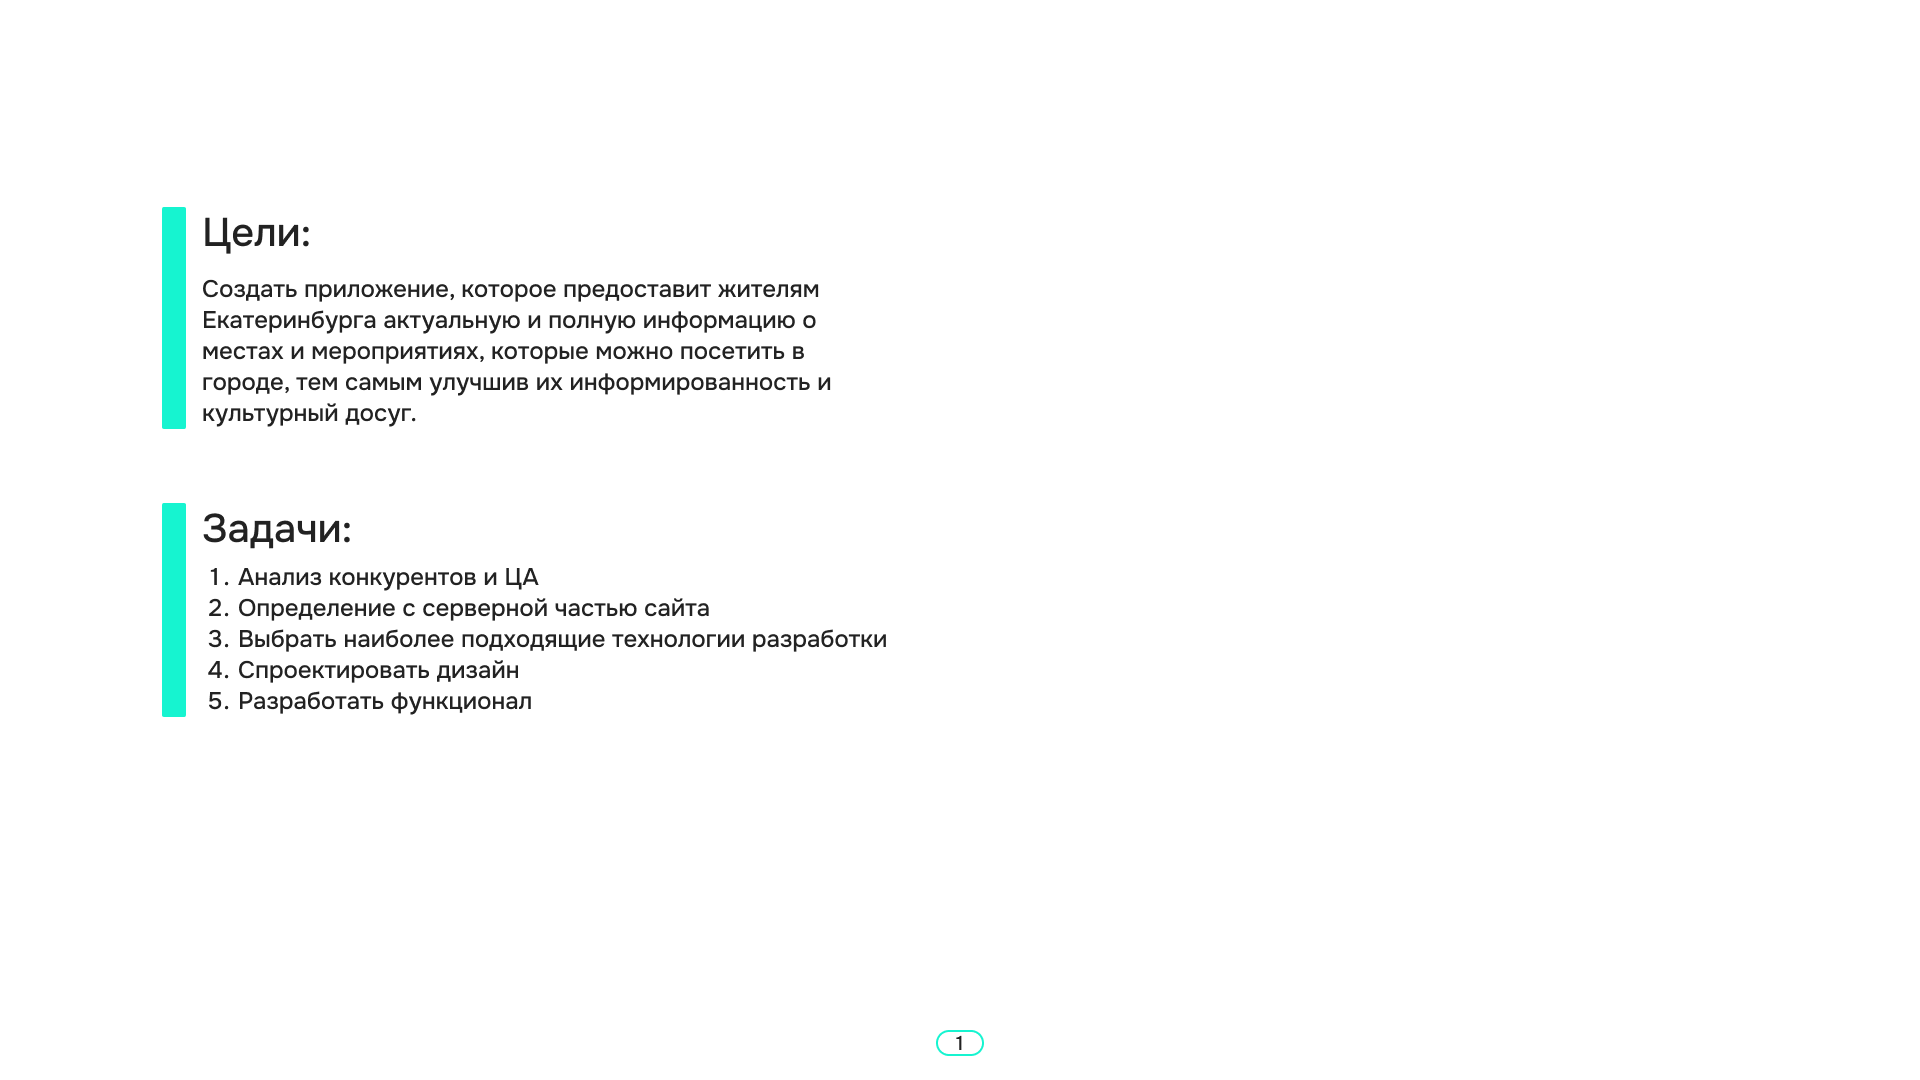 Цели:
Создать приложение, которое предоставит жителям
Екатеринбурга актуальную и полную информацию о
местах и мероприятиях, которые можно посетить в
городе, тем самым улучшив их информированность и
культурный досуг.
Задачи:
1. Анализ конкурентов и ЦА
2. Определение с серверной частью сайта
3. Выбрать наиболее подходящие технологии разработки
4. Спроектировать дизайн
5. Разработать функционал
1